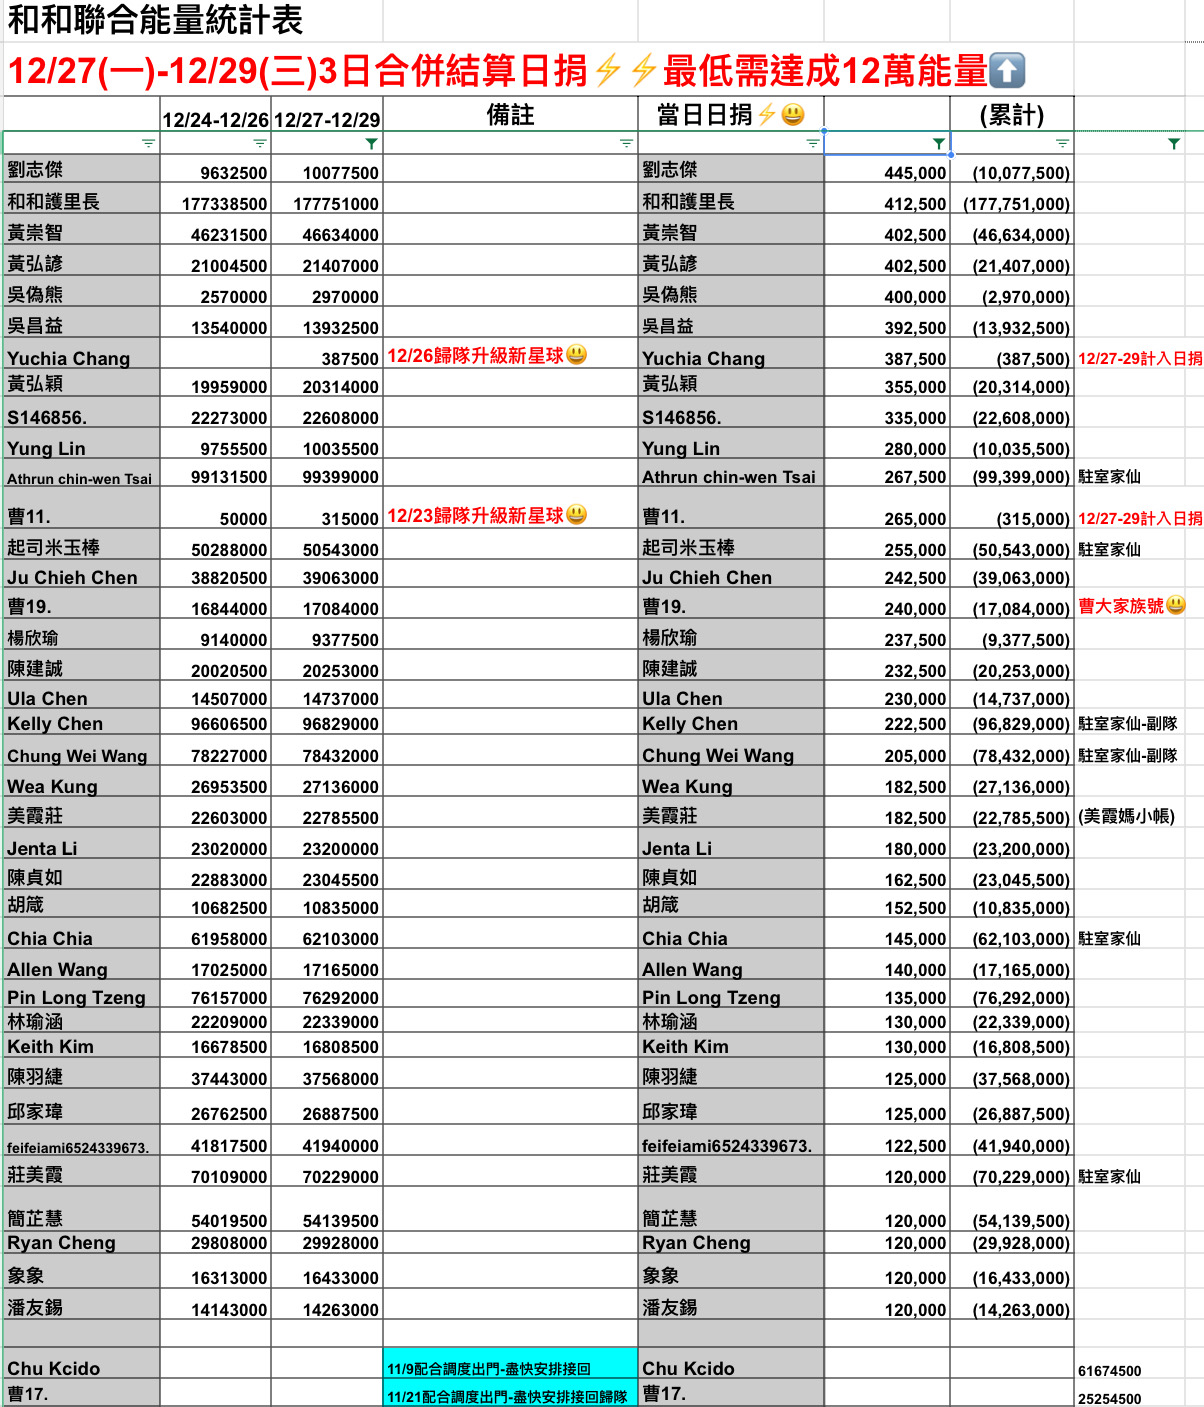 和和聯合能量統計表
12/27(一)-12/29(三)3日合併結算日捐⚡⚡最低需達成12萬能量⬆️
12/24-12/26 12/27-12/29 備註 當日日捐⚡😃 (累計)
劉志傑 9632500 10077500 劉志傑 445,000 (10,077,500)
和和護里長 177338500 177751000 和和護里長 412,500 (177,751,000)
黃崇智 46231500 46634000 黃崇智 402,500 (46,634,000)
黃弘諺 21004500 21407000 黃弘諺 402,500 (21,407,000)
吳偽熊 2570000 2970000 吳偽熊 400,000 (2,970,000)
吳昌益 13540000 13932500 吳昌益 392,500 (13,932,500)
Yuchia Chang 387500 12/26歸隊升級新星球😃 Yuchia Chang 387,500 (387,500) 12/27-29計入日捐
黃弘穎 19959000 20314000 黃弘穎 355,000 (20,314,000)
S146856. 22273000 22608000 S146856. 335,000 (22,608,000)
Yung Lin 9755500 10035500 Yung Lin 280,000 (10,035,500)
Athrun chin-wen Tsai 99131500 99399000 Athrun chin-wen Tsai 267,500 (99,399,000) 駐室家仙
曹11. 50000 315000 12/23歸隊升級新星球😃 曹11. 265,000 (315,000) 12/27-29計入日捐
起司米玉棒 50288000 50543000 起司米玉棒 255,000 (50,543,000) 駐室家仙
Ju Chieh Chen 38820500 39063000 Ju Chieh Chen 242,500 (39,063,000)
曹19. 16844000 17084000 曹19. 240,000 (17,084,000) 曹大家族號😃
楊欣瑜 9140000 9377500 楊欣瑜 237,500 (9,377,500)
陳建誠 20020500 20253000 陳建誠 232,500 (20,253,000)
Ula Chen 14507000 14737000 Ula Chen 230,000 (14,737,000)
Kelly Chen 96606500 96829000 Kelly Chen 222,500 (96,829,000) 駐室家仙-副隊
Chung Wei Wang 78227000 78432000 Chung Wei Wang 205,000 (78,432,000) 駐室家仙-副隊
Wea Kung 26953500 27136000 Wea Kung 182,500 (27,136,000)
美霞莊 22603000 22785500 美霞莊 182,500 (22,785,500) (美霞媽小帳)
Jenta Li 23020000 23200000 Jenta Li 180,000 (23,200,000)
陳貞如 22883000 23045500 陳貞如 162,500 (23,045,500)
胡箴 10682500 10835000 胡箴 152,500 (10,835,000)
Chia Chia 61958000 62103000 Chia Chia 145,000 (62,103,000) 駐室家仙
Allen Wang 17025000 17165000 Allen Wang 140,000 (17,165,000)
Pin Long Tzeng 76157000 76292000 Pin Long Tzeng 135,000 (76,292,000)
林瑜涵 22209000 22339000 林瑜涵 130,000 (22,339,000)
Keith Kim 16678500 16808500 Keith Kim 130,000 (16,808,500)
陳羽緁 37443000 37568000 陳羽緁 125,000 (37,568,000)
邱家瑋 26762500 26887500 邱家瑋 125,000 (26,887,500)
feifeiami6524339673. 41817500 41940000 feifeiami6524339673. 122,500 (41,940,000)
莊美霞 70109000 70229000 莊美霞 120,000 (70,229,000) 駐室家仙
簡芷慧 54019500 54139500 簡芷慧 120,000 (54,139,500)
Ryan Cheng 29808000 29928000 Ryan Cheng 120,000 (29,928,000)
象象 16313000 16433000 象象 120,000 (16,433,000)
潘友錫 14143000 14263000 潘友錫 120,000 (14,263,000)
Chu Kcido 11/9配合調度出門-盡快安排接回 Chu Kcido 61674500
曹17. 11/21配合調度出門-盡快安排接回歸隊 曹17. 25254500